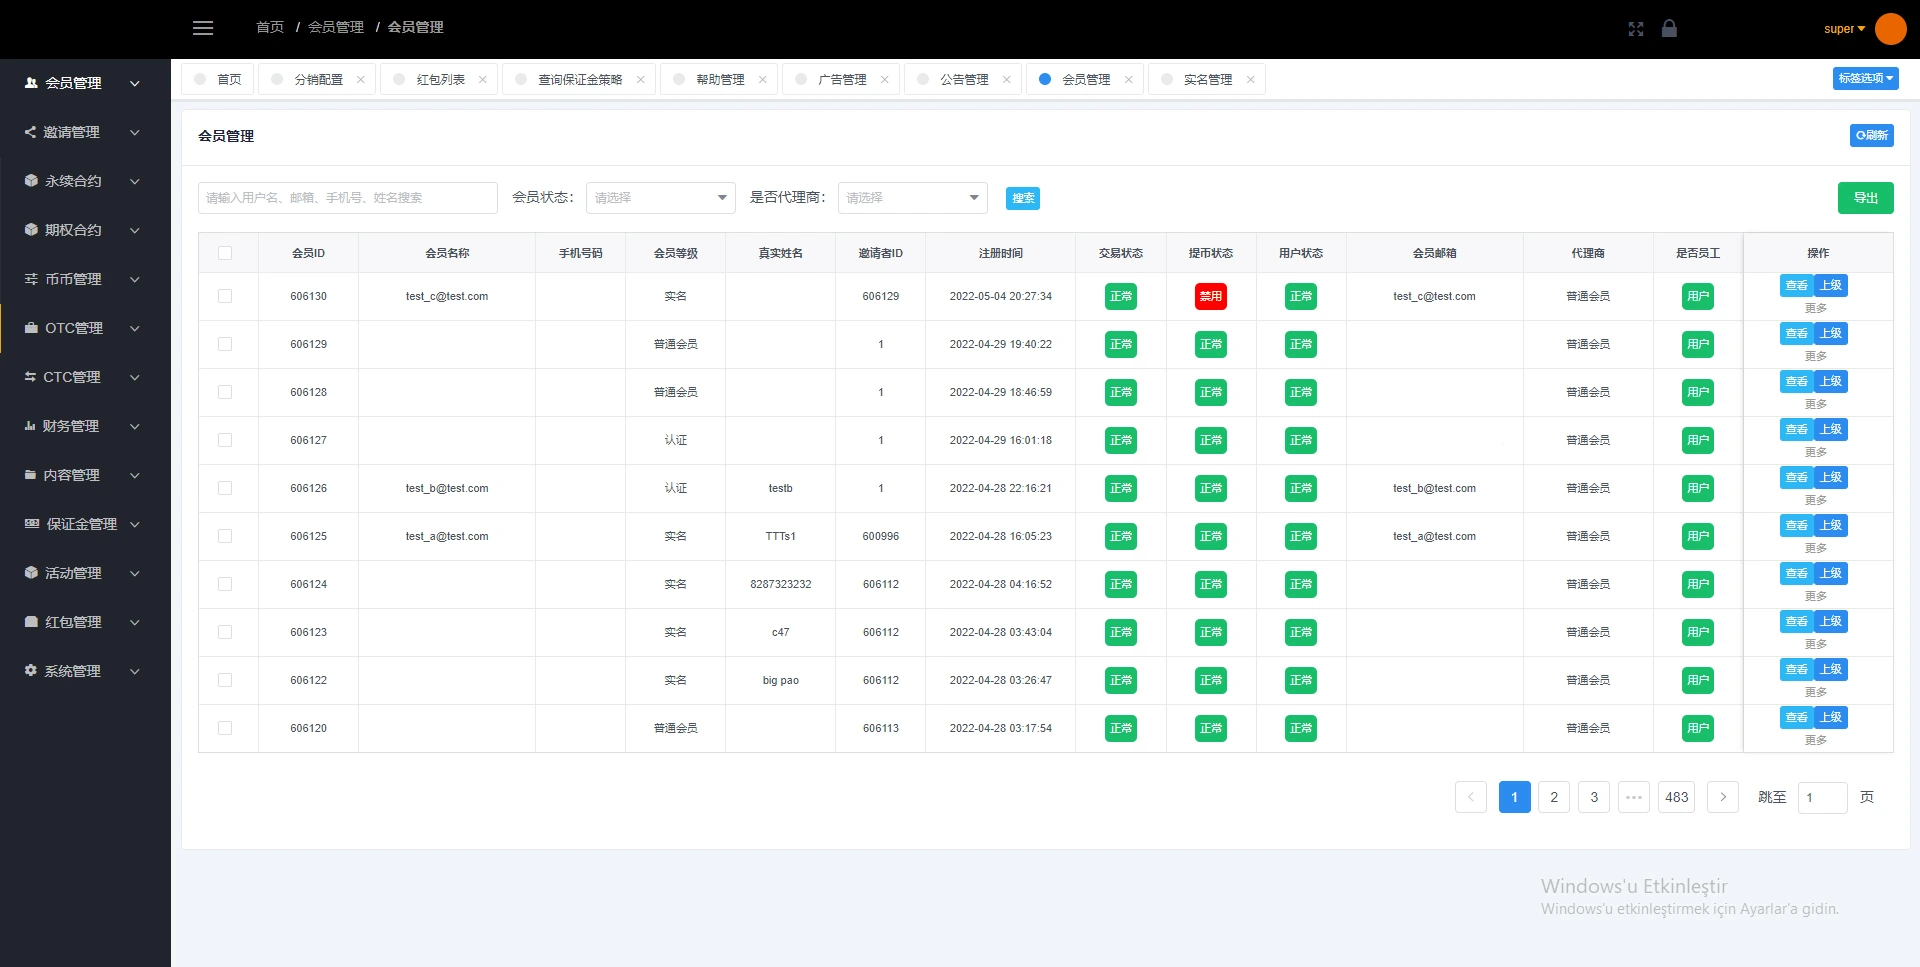 首页 / 会员管理 / 会员管理
super
会员管理
邀请管理
永续合约
期权合约
币币管理
OTC管理
CTC管理
财务管理
内容管理
保证金管理
活动管理
红包管理
系统管理
首页 分销配置 红包列表 查询保证金策略 帮助管理 广告管理 公告管理 会员管理 实名管理 标签选项
会员管理 刷新
请输入用户名、邮箱、手机号、姓名搜索 会员状态: 请选择 是否代理商: 请选择 搜索 导出
会员ID 会员名称 手机号码 会员等级 真实姓名 邀请者ID 注册时间 交易状态 提币状态 用户状态 会员邮箱 代理商 是否员工 操作
606130 test_c@test.com 实名 606129 2022-05-04 20:27:34 正常 禁用 正常 test_c@test.com 普通会员 用户 查看 上级
更多
606129 普通会员 1 2022-04-29 19:40:22 正常 正常 正常 普通会员 用户 查看 上级
更多
606128 普通会员 1 2022-04-29 18:46:59 正常 正常 正常 普通会员 用户 查看 上级
更多
606127 认证 1 2022-04-29 16:01:18 正常 正常 正常 普通会员 用户 查看 上级
更多
606126 test_b@test.com 认证 testb 1 2022-04-28 22:16:21 正常 正常 正常 test_b@test.com 普通会员 用户 查看 上级
更多
606125 test_a@test.com 实名 TTTs1 600996 2022-04-28 16:05:23 正常 正常 正常 test_a@test.com 普通会员 用户 查看 上级
更多
606124 实名 8287323232 606112 2022-04-28 04:16:52 正常 正常 正常 普通会员 用户 查看 上级
更多
606123 实名 c47 606112 2022-04-28 03:43:04 正常 正常 正常 普通会员 用户 查看 上级
更多
606122 实名 big pao 606112 2022-04-28 03:26:47 正常 正常 正常 普通会员 用户 查看 上级
更多
606120 普通会员 606113 2022-04-28 03:17:54 正常 正常 正常 普通会员 用户 查看 上级
更多
1 2 3 ••• 483 跳至 1 页
Windows'u Etkinleştir
Windows'u etkinleştirmek için Ayarlar'a gidin.